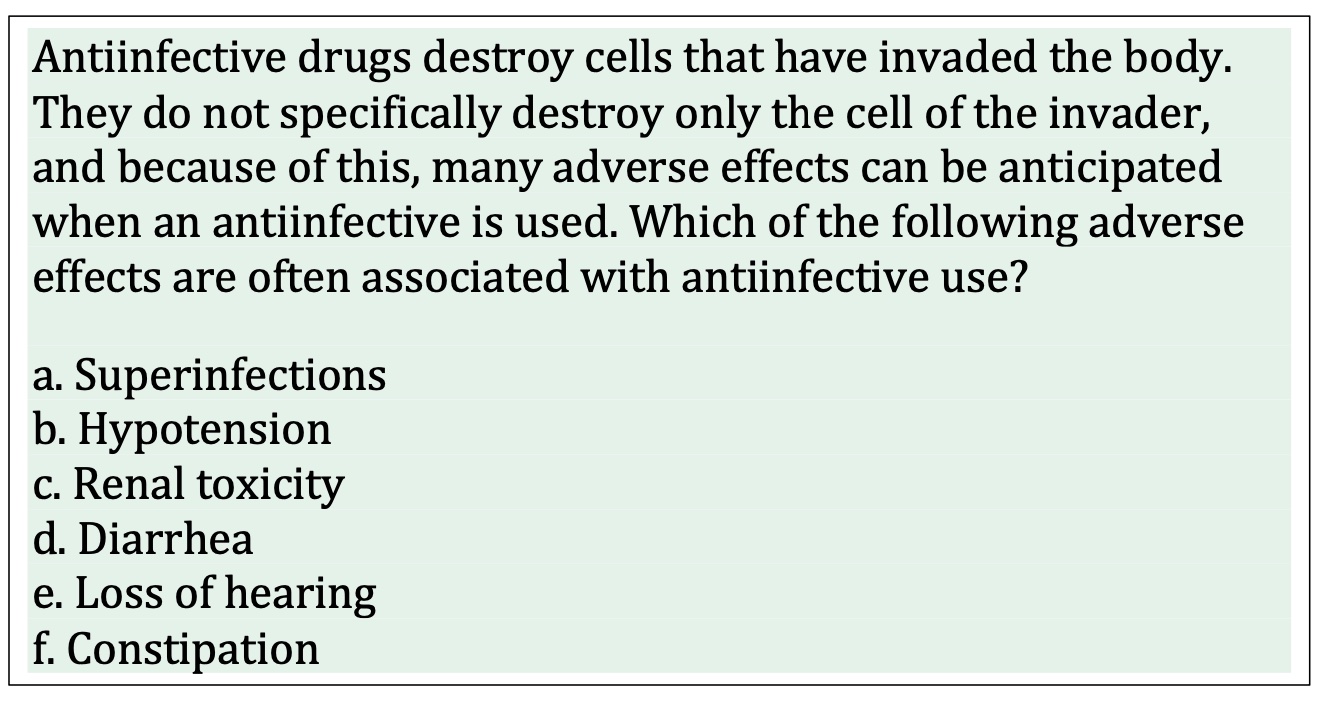 Antiinfective drugs destroy cells that have invaded the body.
They do not specifically destroy only the cell of the invader,
and because of this, many adverse effects can be anticipated
when an antiinfective is used. Which of the following adverse
effects are often associated with antiinfective use?
a. Superinfections
b. Hypotension
c. Renal toxicity
d. Diarrhea
e. Loss of hearing
f. Constipation